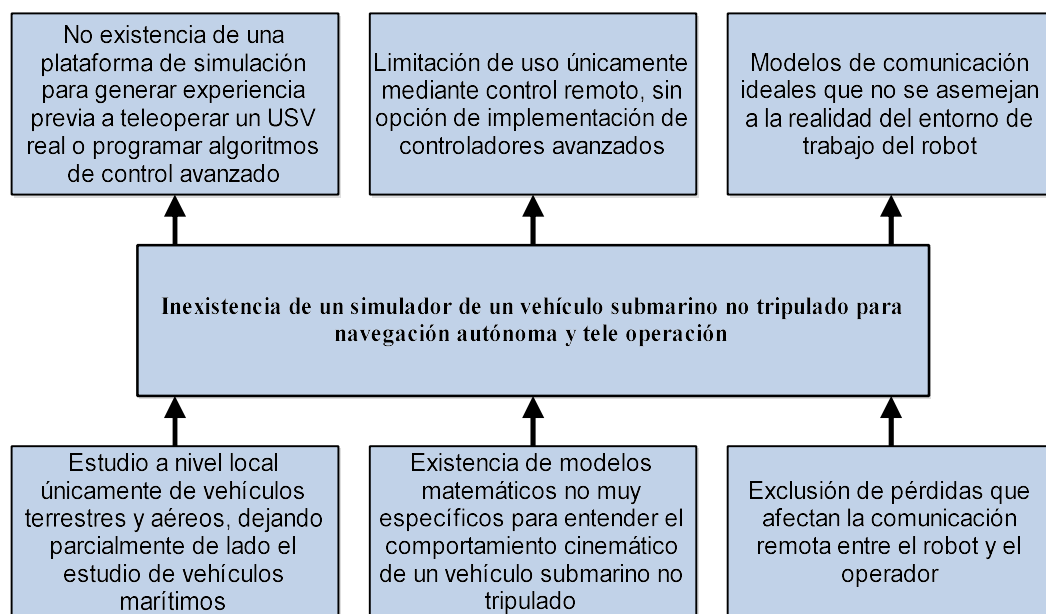 No existencia de una
plataforma de simulación
para generar experiencia
previa a teleoperar un USV
real o programar algoritmos
de control avanzado
Limitación de uso únicamente
mediante control remoto, sin
opción de implementación de
controladores avanzados
Modelos de comunicación
ideales que no se asemejan
a la realidad del entorno de
trabajo del robot
Inexistencia de un simulador de un vehículo submarino no tripulado para
navegación autónoma y tele operación
Estudio a nivel local
únicamente de vehículos
terrestres y aéreos, dejando
parcialmente de lado el
estudio de vehículos
marítimos
Existencia de modelos
matemáticos no muy
específicos para entender el
comportamiento cinemático
de un vehículo submarino no
tripulado
Exclusión de pérdidas que
afectan la comunicación
remota entre el robot y el
operador